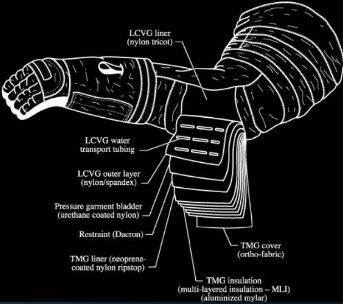 LCVG liner
(nylon tricot)
LCVG water
transport tubing
LCVG outer layer
(nylon/spandex)
Pressure garment bladder
(urethane coated nylon)
Restraint (Dacron)
TMG liner (neoprene-
coated nylon ripstop)
TMG cover
(ortho-fabric)
TMG insulation
(multi-layered insulation – MLI)
(aluminized mylar)